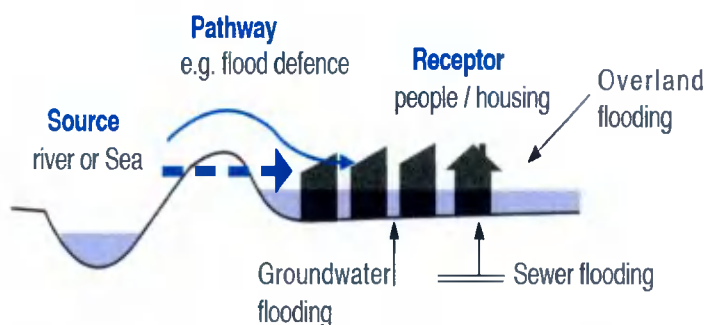 Pathway
e.g. flood defence
Receptor
people / housing
Overland
flooding
Source
river or Sea
Groundwater
flooding
Sewer flooding